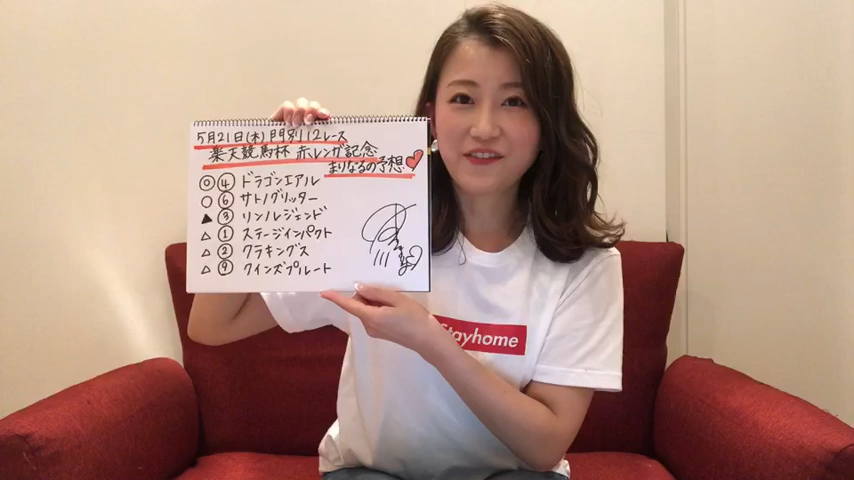 5月21日(木)門別12レース
楽天競馬杯 赤レンガ記念
まりなるの予想
◎④ドラゴンエアル
○⑥サトノグリッター
▲③リンノレジェンド
△①ステージインパクト
△②クラキングス
△⑨クインズプルート
Stayhome